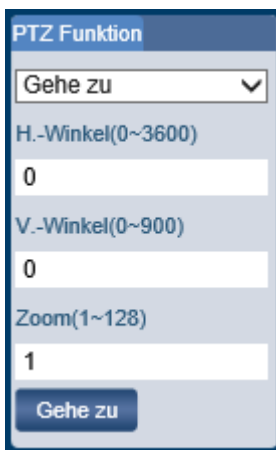 PTZ Funktion
Gehe zu
H.-Winkel(0~3600)
0
V.-Winkel(0~900)
0
Zoom(1~128)
1
Gehe zu